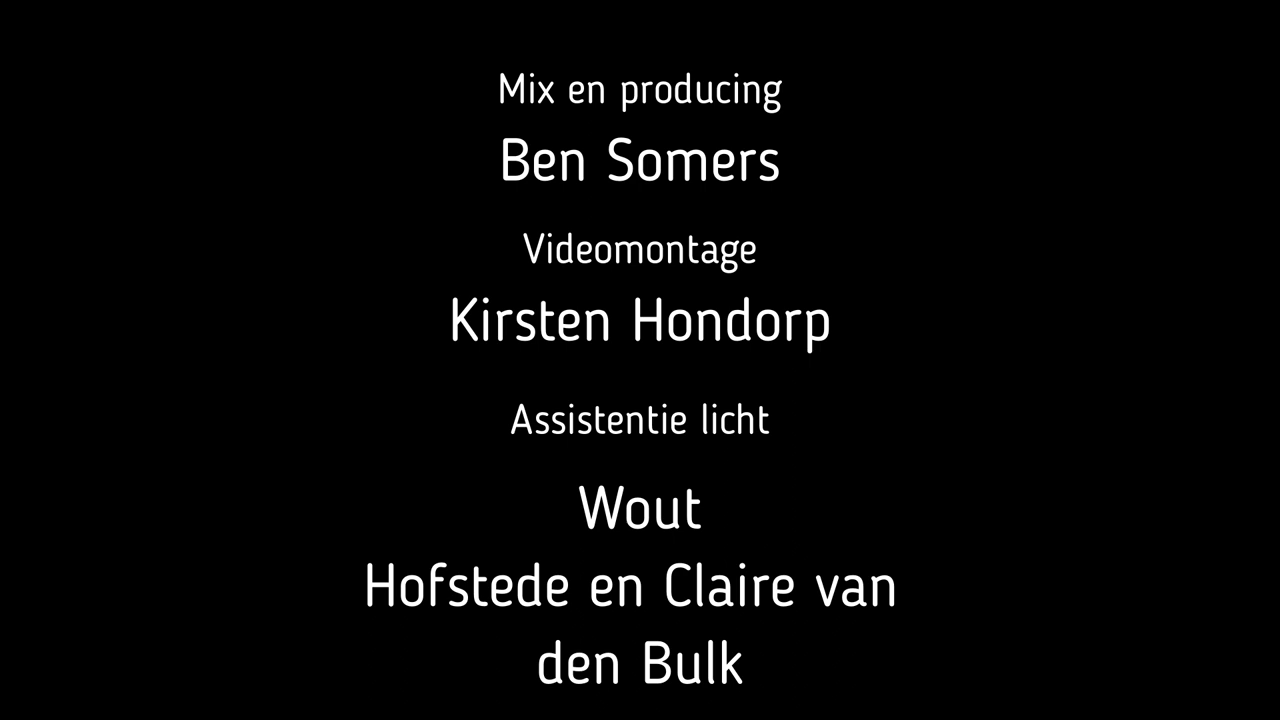 Mix en producing
Ben Somers
Videomontage
Kirsten Hondorp
Assistentie licht
Wout
Hofstede en Claire van
den Bulk